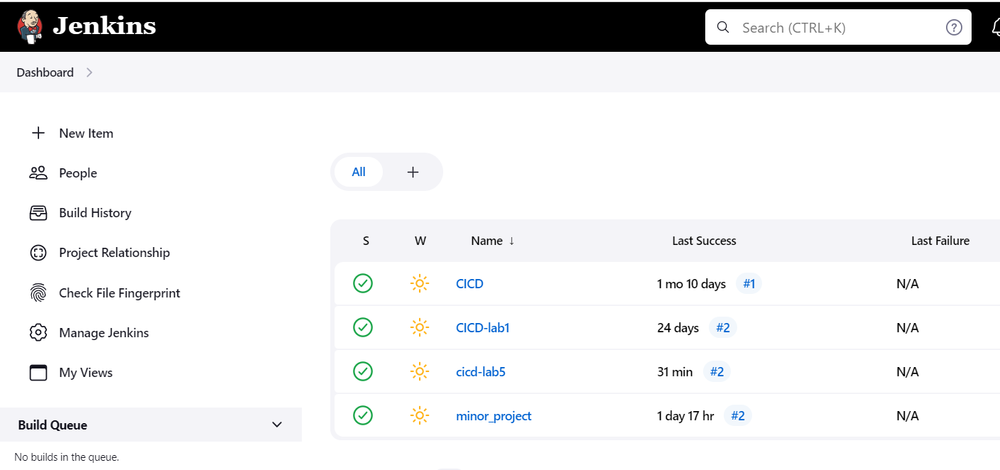 Jenkins
Search (CTRL+K)
Dashboard
New Item
People
Build History
Project Relationship
Check File Fingerprint
Manage Jenkins
My Views
Build Queue
No builds in the queue.
All
S W Name ↓ Last Success Last Failure
CICD 1 mo 10 days #1 N/A
CICD-lab1 24 days #2 N/A
cicd-lab5 31 min #2 N/A
minor_project 1 day 17 hr #2 N/A